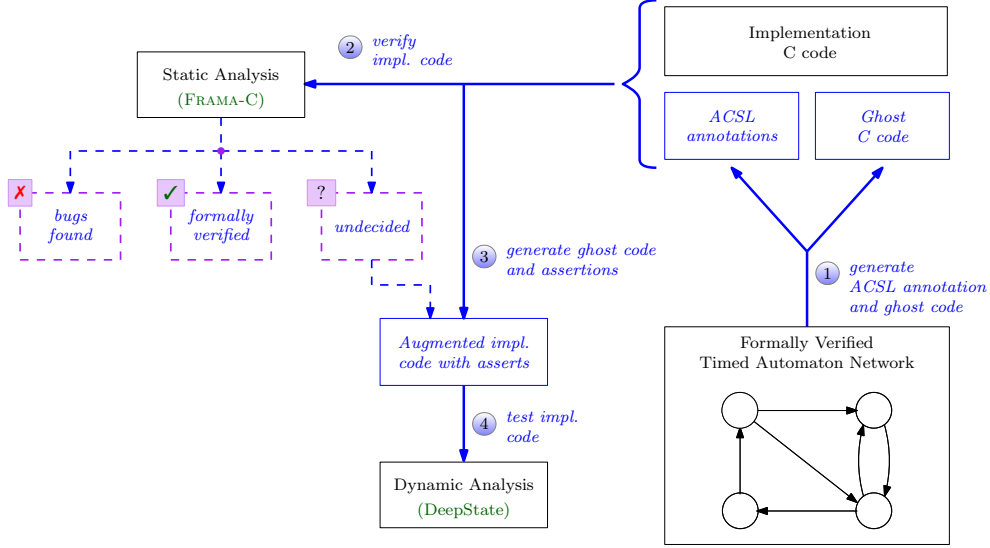 Implementation
C code
2
verify
impl. code
Static Analysis
(FRAMA-C)
ACSL
annotations
Ghost
C code
✗
bugs
found
✓
formally
verified
?
undecided
3
generate ghost code
and assertions
1
generate
ACSL annotation
and ghost code
Augmented impl.
code with asserts
Formally Verified
Timed Automaton Network
4
test impl.
code
Dynamic Analysis
(DeepState)